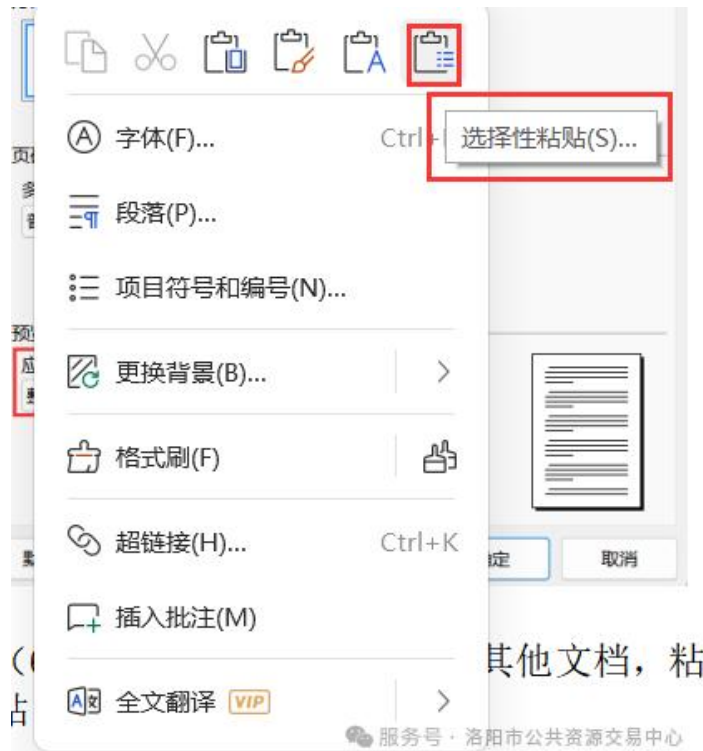 选择性粘贴(S)...
字体(F)... Ctrl+
段落(P)...
项目符号和编号(N)...
更换背景(B)...
格式刷(F)
超链接(H)... Ctrl+K
取消
插入批注(M)
其他文档，粘
全文翻译 VIP
服务号 · 洛阳市公共资源交易中心